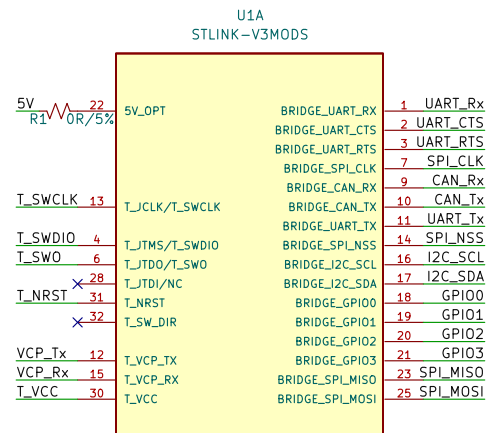 U1A
STLINK-V3MODS
5V R1 0R/5% 22 5V_OPT BRIDGE_UART_RX 1 UART_Rx
BRIDGE_UART_CTS 2 UART_CTS
BRIDGE_UART_RTS 3 UART_RTS
BRIDGE_SPI_CLK 7 SPI_CLK
BRIDGE_CAN_RX 9 CAN_Rx
T_SWCLK 13 T_JCLK/T_SWCLK BRIDGE_CAN_TX 10 CAN_Tx
BRIDGE_UART_TX 11 UART_Tx
T_SWDIO 4 T_JTMS/T_SWDIO BRIDGE_SPI_NSS 14 SPI_NSS
T_SWO 6 T_JTDO/T_SWO BRIDGE_I2C_SCL 16 I2C_SCL
28 T_JTDI/NC BRIDGE_I2C_SDA 17 I2C_SDA
T_NRST 31 T_NRST BRIDGE_GPIO0 18 GPIO0
32 T_SW_DIR BRIDGE_GPIO1 19 GPIO1
BRIDGE_GPIO2 20 GPIO2
VCP_Tx 12 T_VCP_TX BRIDGE_GPIO3 21 GPIO3
VCP_Rx 15 T_VCP_RX BRIDGE_SPI_MISO 23 SPI_MISO
T_VCC 30 T_VCC BRIDGE_SPI_MOSI 25 SPI_MOSI